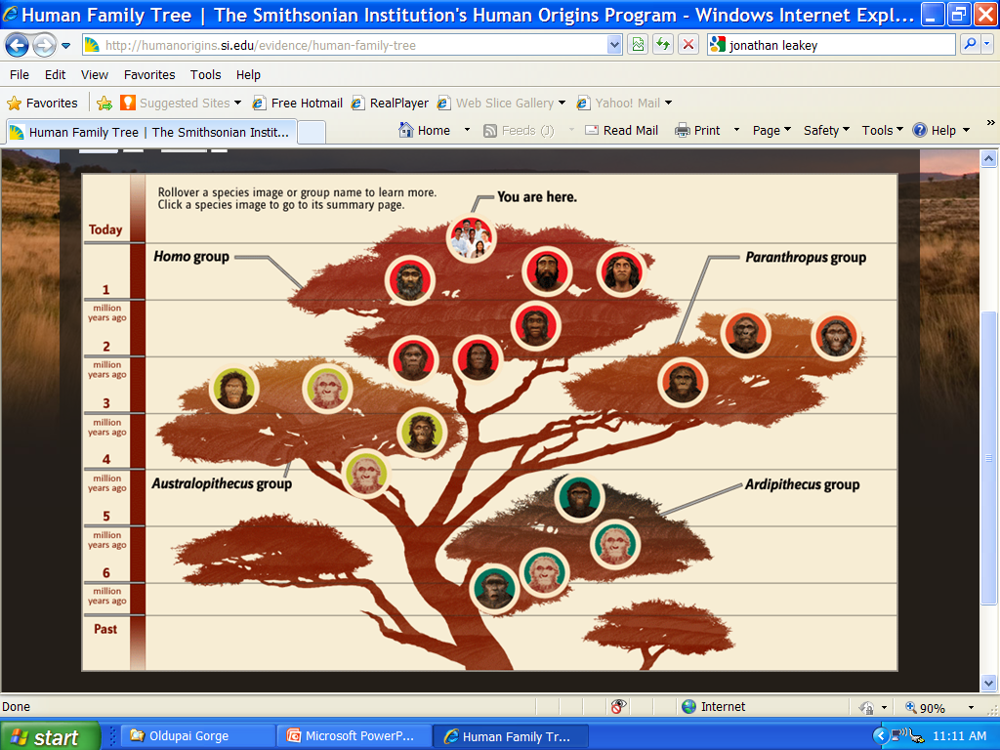 Human Family Tree | The Smithsonian Institution's Human Origins Program - Windows Internet Expl...
http://humanorigins.si.edu/evidence/human-family-tree
jonathan leakey
File Edit View Favorites Tools Help
Favorites Suggested Sites Free Hotmail RealPlayer Web Slice Gallery Yahoo! Mail
Human Family Tree | The Smithsonian Instit...
Home Feeds (J) Read Mail Print Page Safety Tools Help »
Rollover a species image or group name to learn more.
Click a species image to go to its summary page.
You are here.
Today
Homo group
Paranthropus group
1
million
years ago
2
million
years ago
3
million
years ago
4
million
years ago
Australopithecus group
Ardipithecus group
5
million
years ago
6
million
years ago
Past
Done
Internet
90%
start
Oldupai Gorge
Microsoft PowerP...
Human Family Tr...
11:11 AM